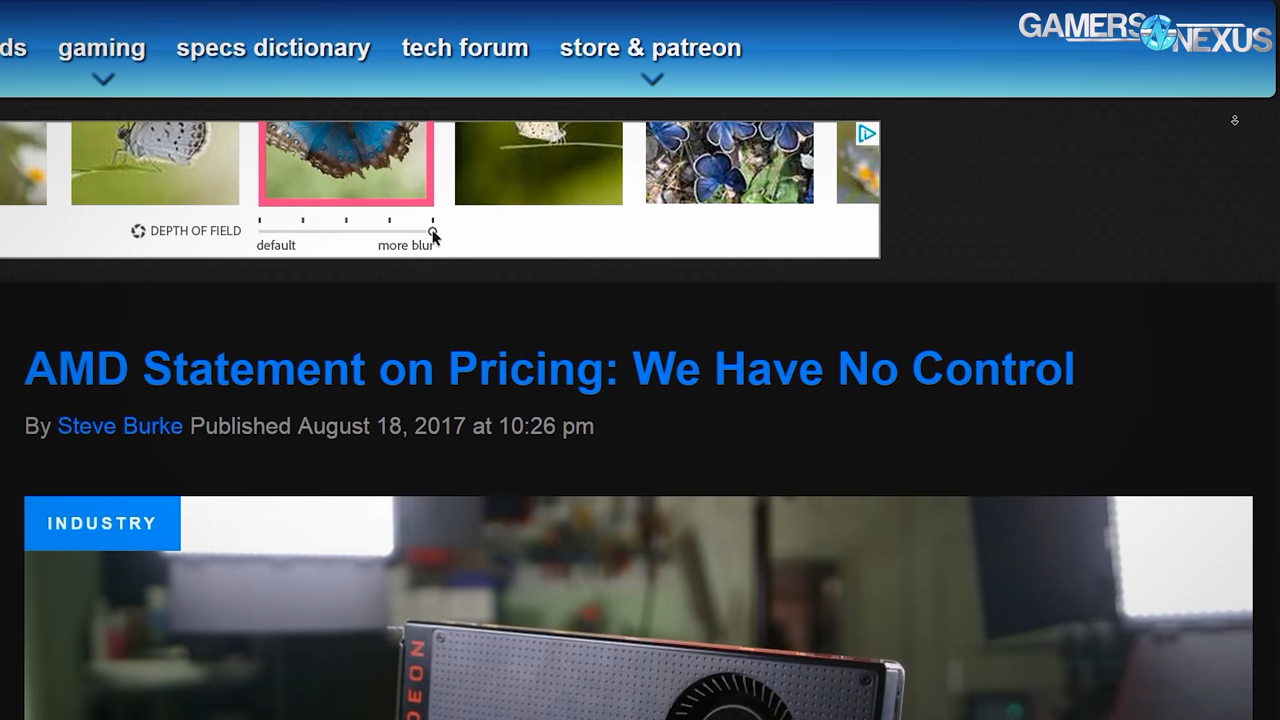 ds gaming specs dictionary tech forum store & patreon
GAMERS NEXUS
DEPTH OF FIELD
default more blur
AMD Statement on Pricing: We Have No Control
By Steve Burke Published August 18, 2017 at 10:26 pm
INDUSTRY
DEON